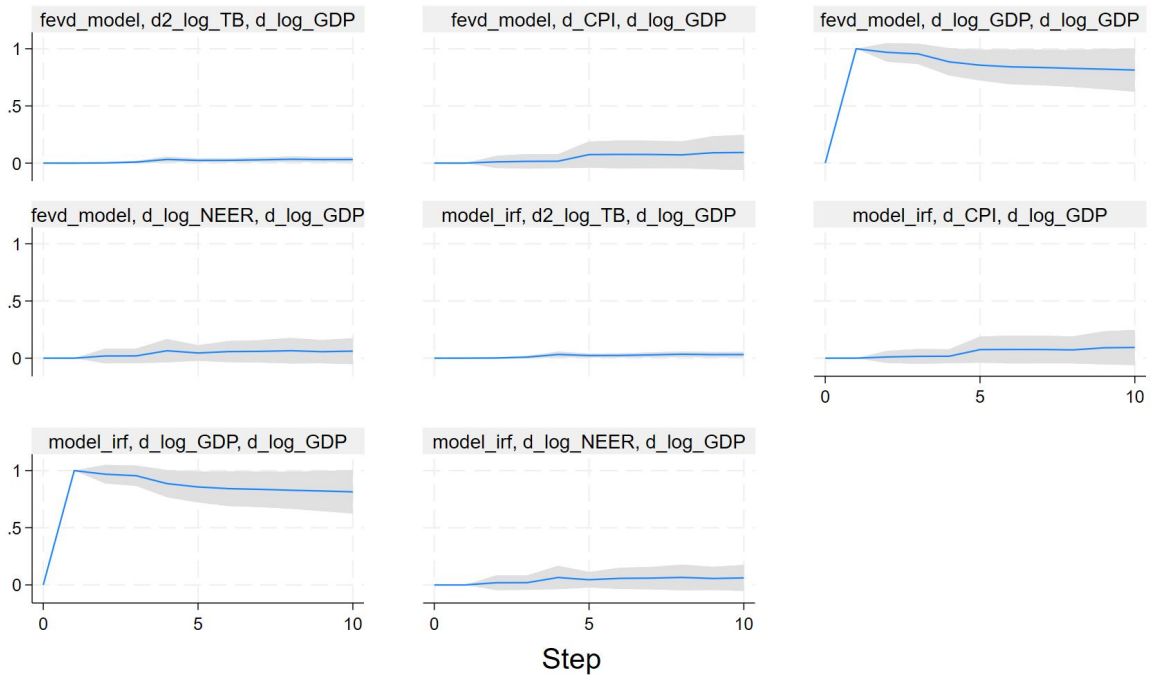 fevd_model, d2_log_TB, d_log_GDP
fevd_model, d_CPI, d_log_GDP
fevd_model, d_log_GDP, d_log_GDP
1
.5
0
fevd_model, d_log_NEER, d_log_GDP
model_irf, d2_log_TB, d_log_GDP
model_irf, d_CPI, d_log_GDP
1
.5
0
0 5 10
model_irf, d_log_GDP, d_log_GDP
model_irf, d_log_NEER, d_log_GDP
1
.5
0
0 5 10
0 5 10
Step